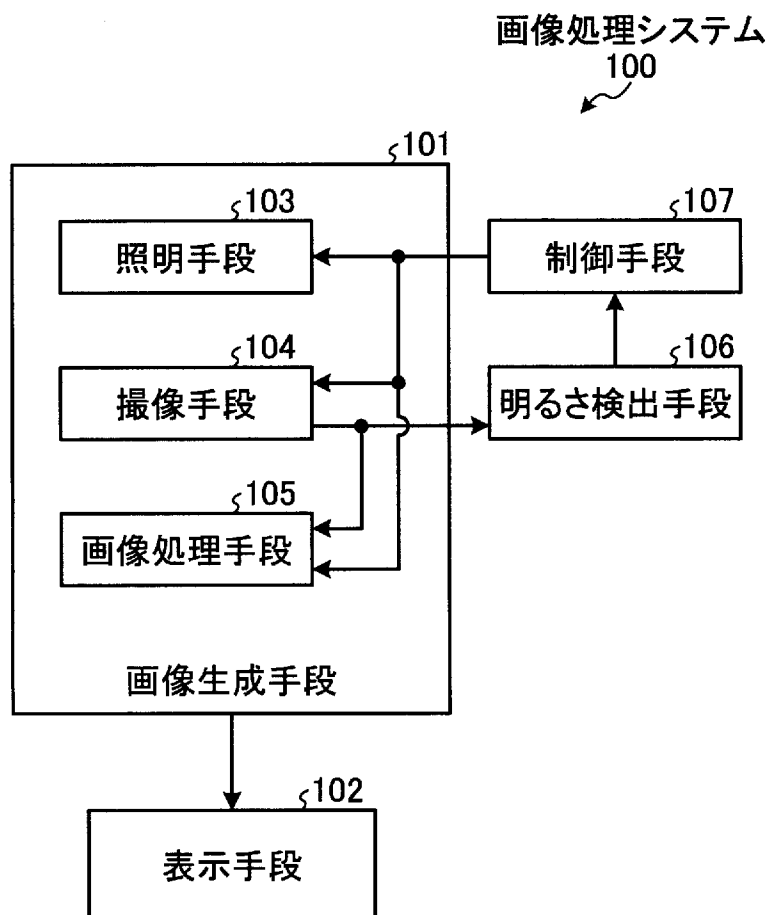 画像処理システム
100
101
103
照明手段
107
制御手段
104
撮像手段
106
明るさ検出手段
105
画像処理手段
画像生成手段
102
表示手段